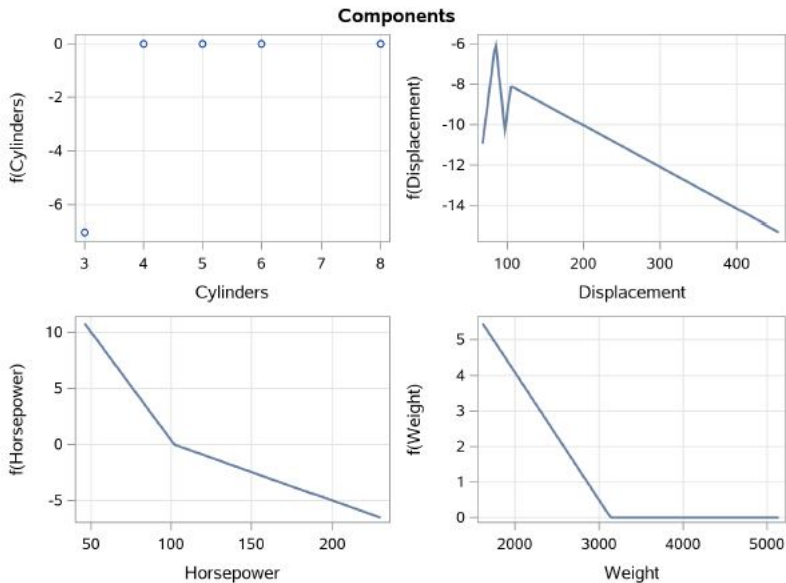 Components
f(Cylinders)
0
-2
-4
-6
3 4 5 6 7 8
Cylinders
f(Displacement)
-6
-8
-10
-12
-14
100 200 300 400
Displacement
f(Horsepower)
10
5
0
-5
50 100 150 200
Horsepower
f(Weight)
5
4
3
2
1
0
2000 3000 4000 5000
Weight